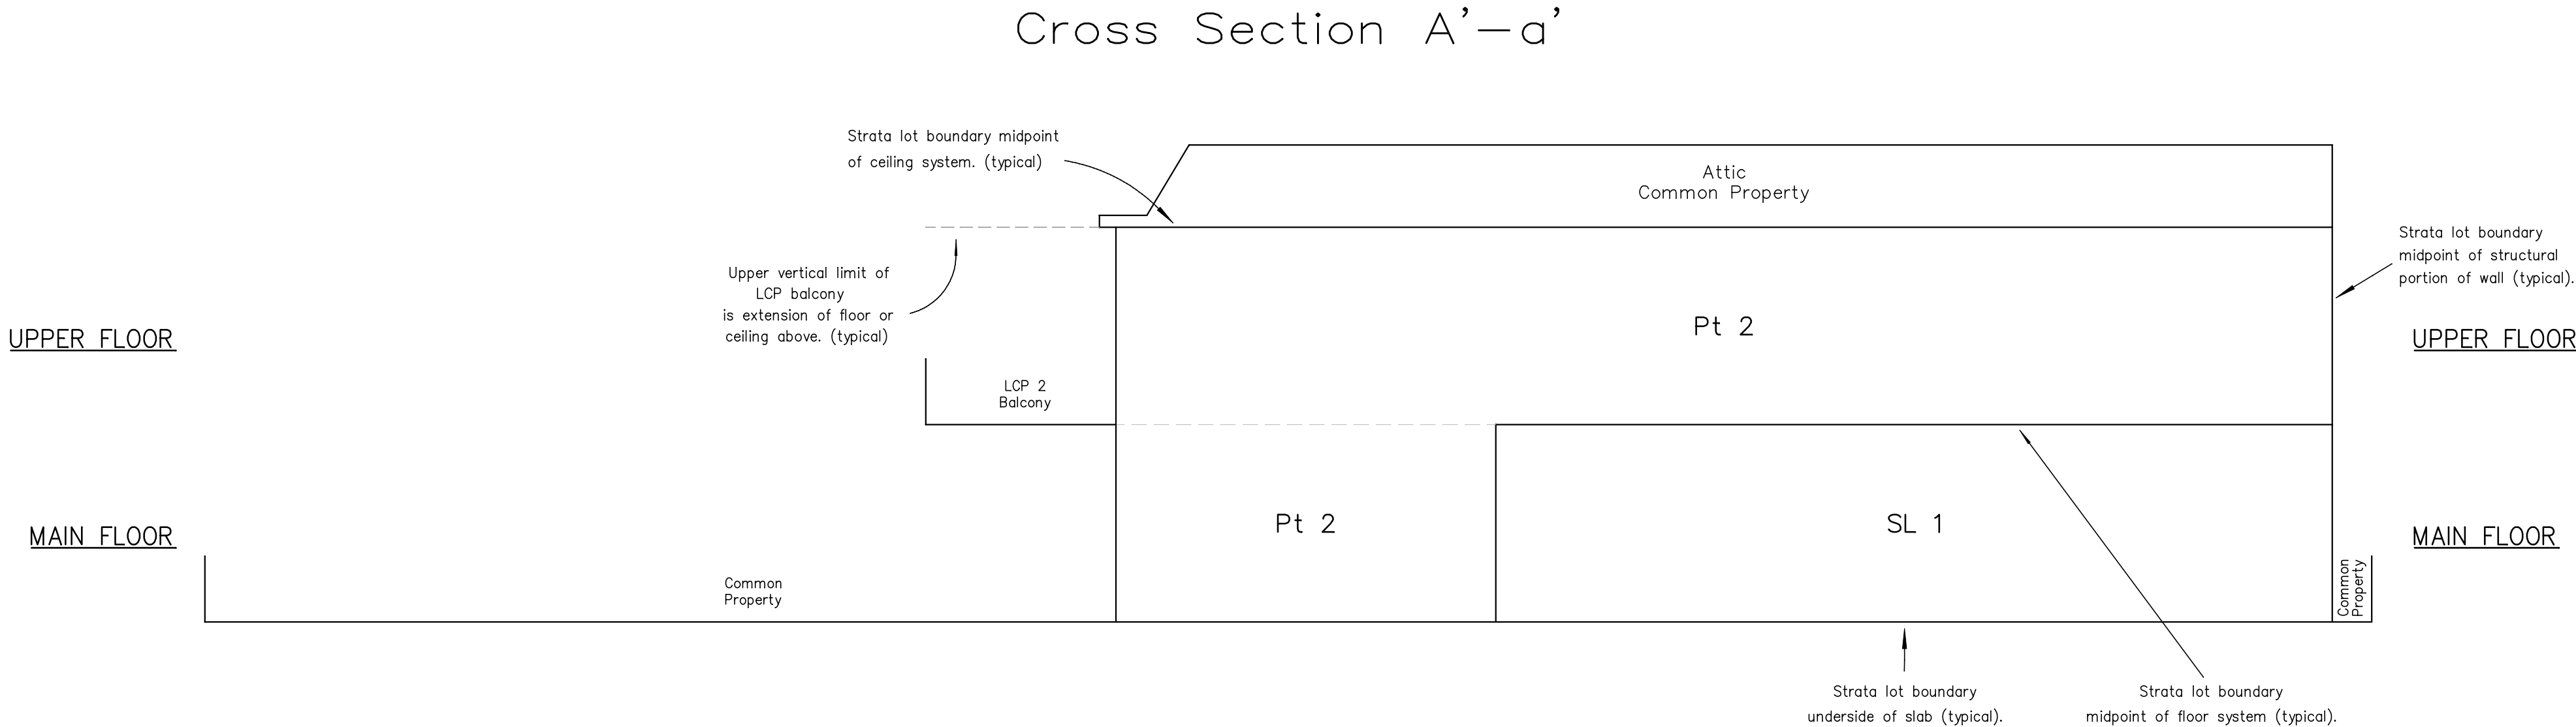 Cross Section A'-a'
Strata lot boundary midpoint
of ceiling system. (typical)
Attic
Common Property
Strata lot boundary
midpoint of structural
portion of wall (typical).
Upper vertical limit of
LCP balcony
is extension of floor or
ceiling above. (typical)
UPPER FLOOR
Pt 2
UPPER FLOOR
LCP 2
Balcony
MAIN FLOOR
Pt 2
SL 1
MAIN FLOOR
Common
Property
Common
Property
Strata lot boundary
underside of slab (typical).
Strata lot boundary
midpoint of floor system (typical).